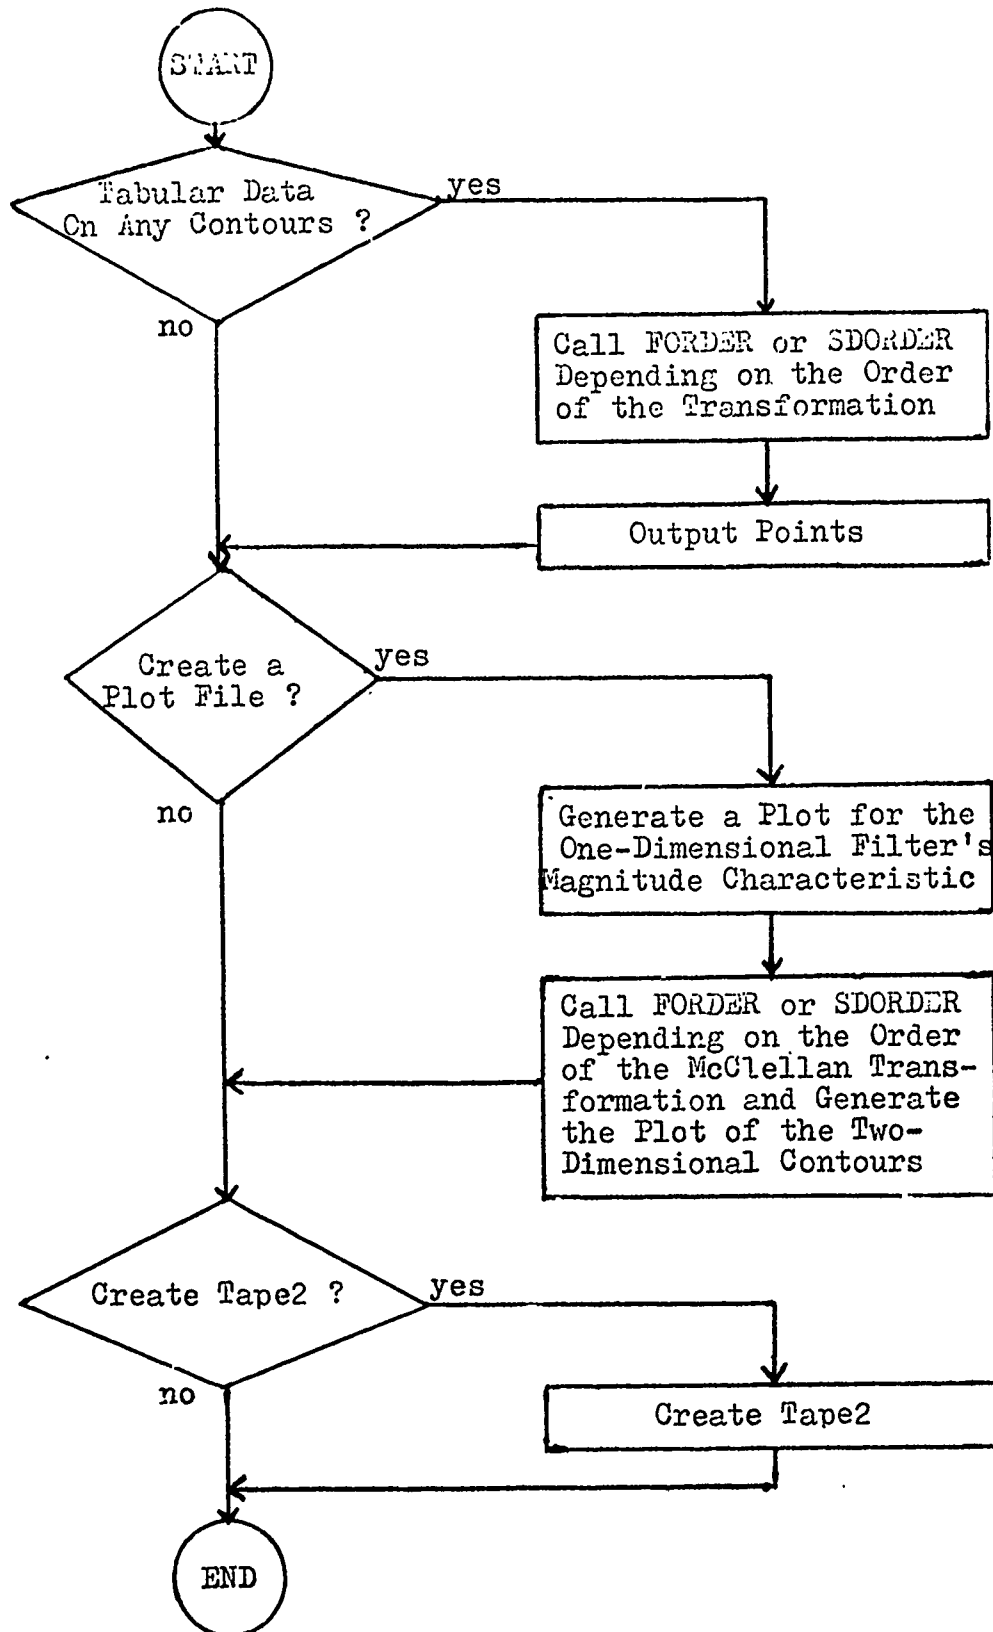 START
Tabular Data
On Any Contours ?
yes
no
Call FORDER or SDORDER
Depending on the Order
of the Transformation
Output Points
Create a
Plot File ?
yes
no
Generate a Plot for the
One-Dimensional Filter's
Magnitude Characteristic
Call FORDER or SDORDER
Depending on the Order
of the McClellan Trans-
formation and Generate
the Plot of the Two-
Dimensional Contours
Create Tape2 ?
yes
no
Create Tape2
END